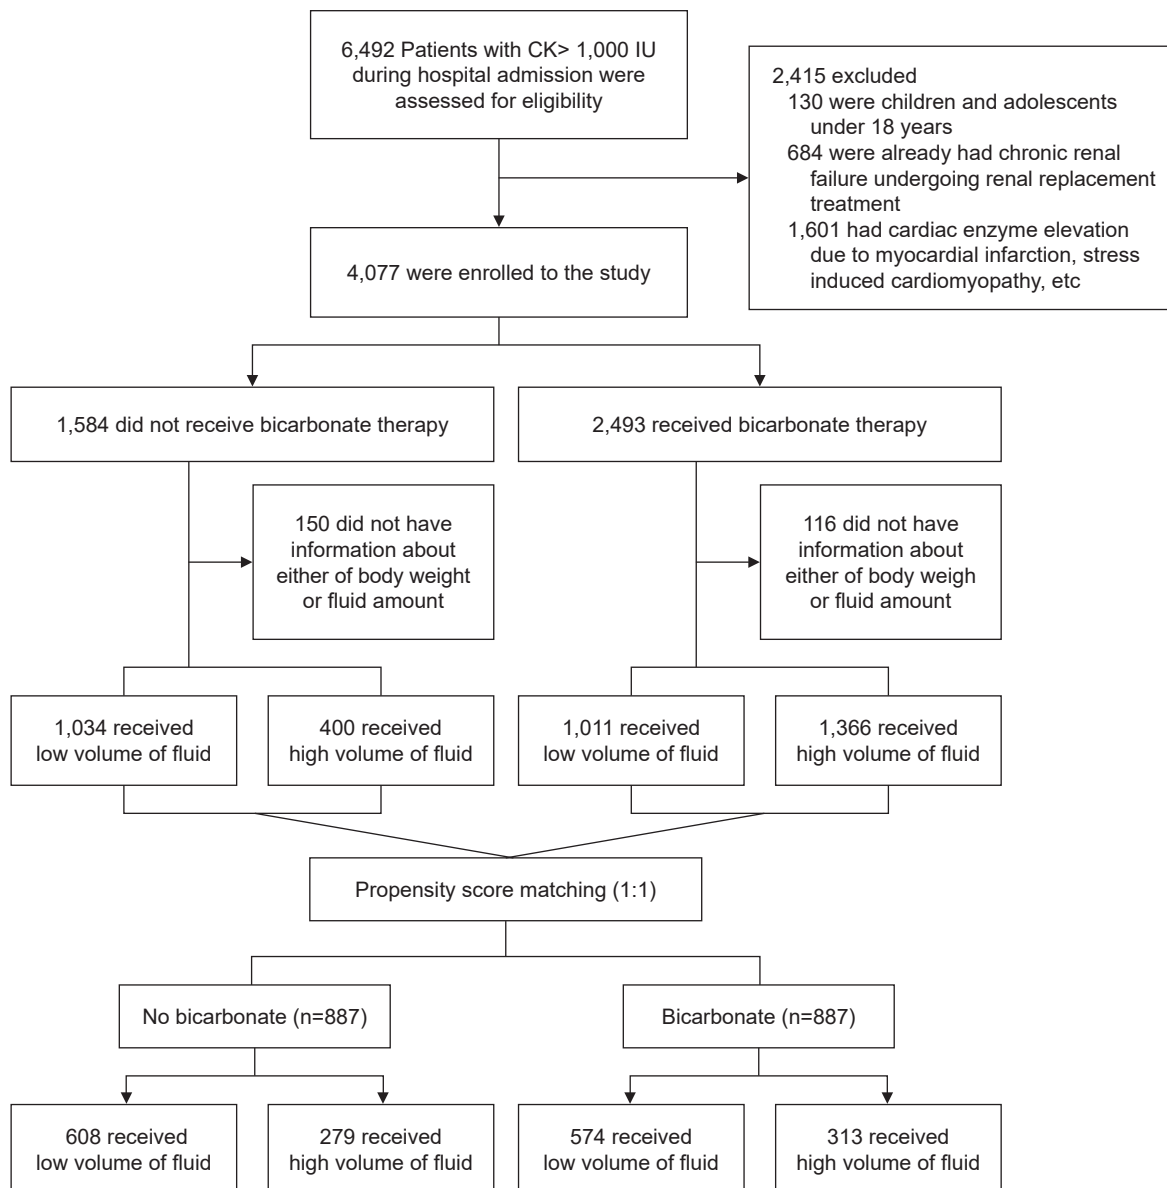 6,492 Patients with CK> 1,000 IU
during hospital admission were
assessed for eligibility
2,415 excluded
130 were children and adolescents
under 18 years
684 were already had chronic renal
failure undergoing renal replacement
treatment
1,601 had cardiac enzyme elevation
due to myocardial infarction, stress
induced cardiomyopathy, etc
4,077 were enrolled to the study
1,584 did not receive bicarbonate therapy
2,493 received bicarbonate therapy
150 did not have
information about
either of body weight
or fluid amount
116 did not have
information about
either of body weigh
or fluid amount
1,034 received
low volume of fluid
400 received
high volume of fluid
1,011 received
low volume of fluid
1,366 received
high volume of fluid
Propensity score matching (1:1)
No bicarbonate (n=887)
Bicarbonate (n=887)
608 received
low volume of fluid
279 received
high volume of fluid
574 received
low volume of fluid
313 received
high volume of fluid